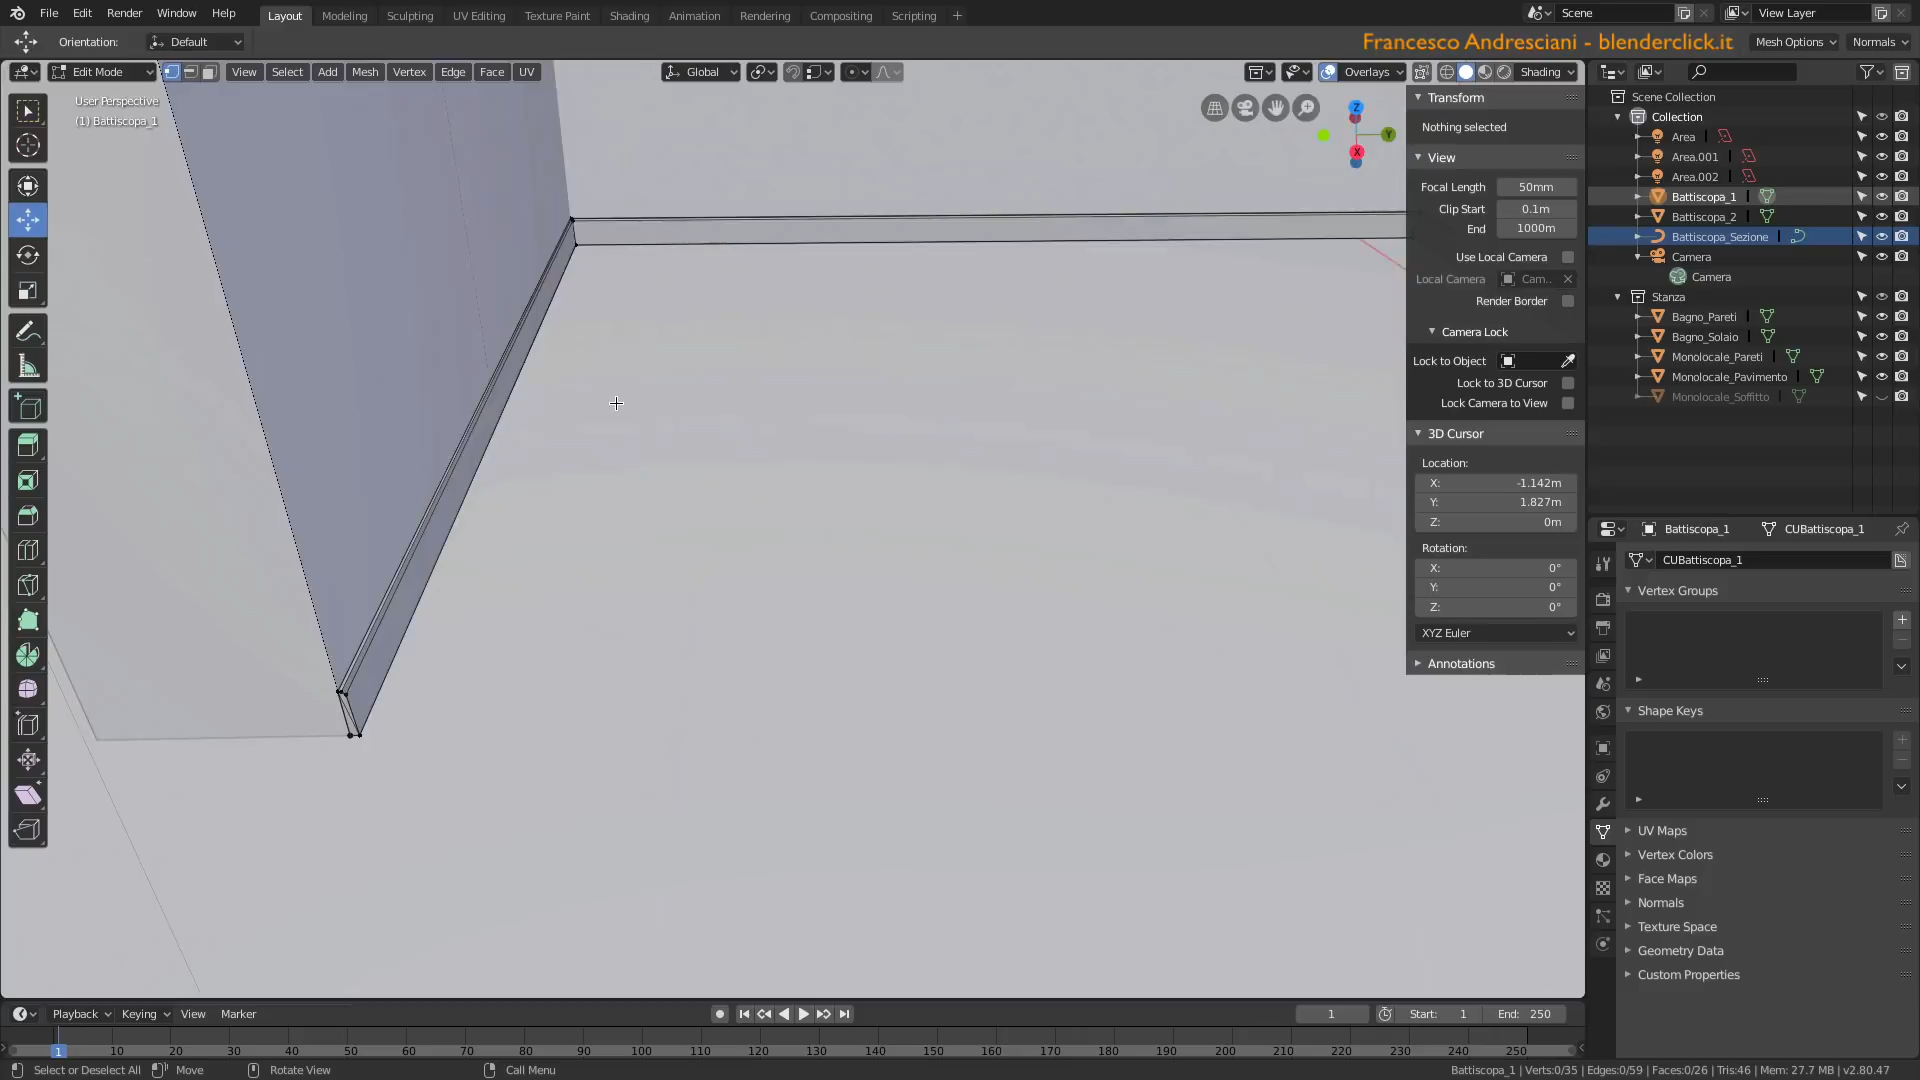 File Edit Render Window Help Layout Modeling Sculpting UV Editing Texture Paint Shading Animation Rendering Compositing Scripting + Scene View Layer
Orientation: Default Francesco Andresciani - blenderclick.it Mesh Options Normals
Edit Mode View Select Add Mesh Vertex Edge Face UV Global Overlays Shading
User Perspective
(1) Battiscopa_1
Z
Y
X
Transform
Nothing selected
View
Focal Length 50mm
Clip Start 0.1m
End 1000m
Use Local Camera
Local Camera Cam..
Render Border
Camera Lock
Lock to Object
Lock to 3D Cursor
Lock Camera to View
3D Cursor
Location:
X: -1.142m
Y: 1.827m
Z: 0m
Rotation:
X: 0°
Y: 0°
Z: 0°
XYZ Euler
Annotations
Scene Collection
Collection
Area
Area.001
Area.002
Battiscopa_1
Battiscopa_2
Battiscopa_Sezione
Camera
Camera
Stanza
Bagno_Pareti
Bagno_Solaio
Monolocale_Pareti
Monolocale_Pavimento
Monolocale_Soffitto
Battiscopa_1 CUBattiscopa_1
CUBattiscopa_1
Vertex Groups
Shape Keys
UV Maps
Vertex Colors
Face Maps
Normals
Texture Space
Geometry Data
Custom Properties
Playback Keying View Marker 1 Start: 1 End: 250
1 10 20 30 40 50 60 70 80 90 100 110 120 130 140 150 160 170 180 190 200 210 220 230 240 250
Select or Deselect All Move Rotate View Call Menu Battiscopa_1 | Verts:0/35 | Edges:0/59 | Faces:0/26 | Tris:46 | Mem: 27.7 MB | v2.80.47